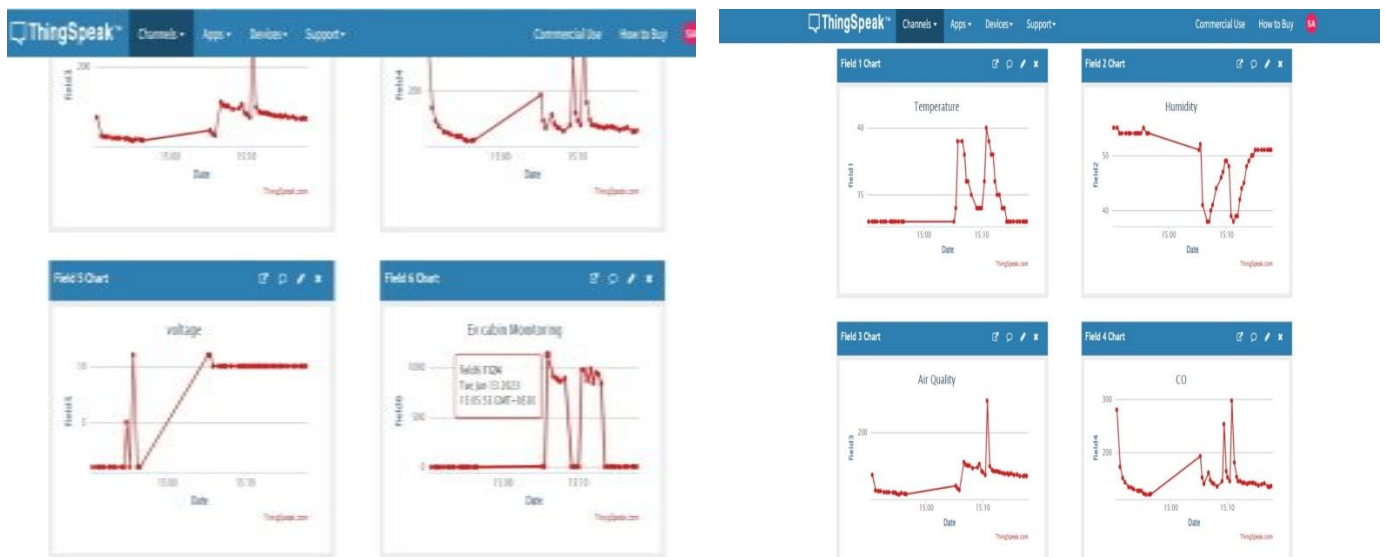 ThingSpeak™ Channels Apps Devices Support Commercial Use How to Buy SA
field3
200
15:00 15:10
Date
ThingSpeak.com
field4
200
15:00 15:10
Date
ThingSpeak.com
Field 5 Chart
voltage
field5
10
5
15:00 15:10
Date
ThingSpeak.com
Field 6 Chart
Ev cabin Monitoring
field6
1000
500
0
Tue Jun 13 2023
15:00 15:10
Date
ThingSpeak.com
ThingSpeak™ Channels Apps Devices Support Commercial Use How to Buy SA
Field 1 Chart
Temperature
field1
40
35
15:00 15:10
Date
ThingSpeak.com
Field 2 Chart
Humidity
field2
50
40
15:00 15:10
Date
ThingSpeak.com
Field 3 Chart
Air Quality
field3
200
15:00 15:10
Date
ThingSpeak.com
Field 4 Chart
CO
field4
300
200
15:00 15:10
Date
ThingSpeak.com